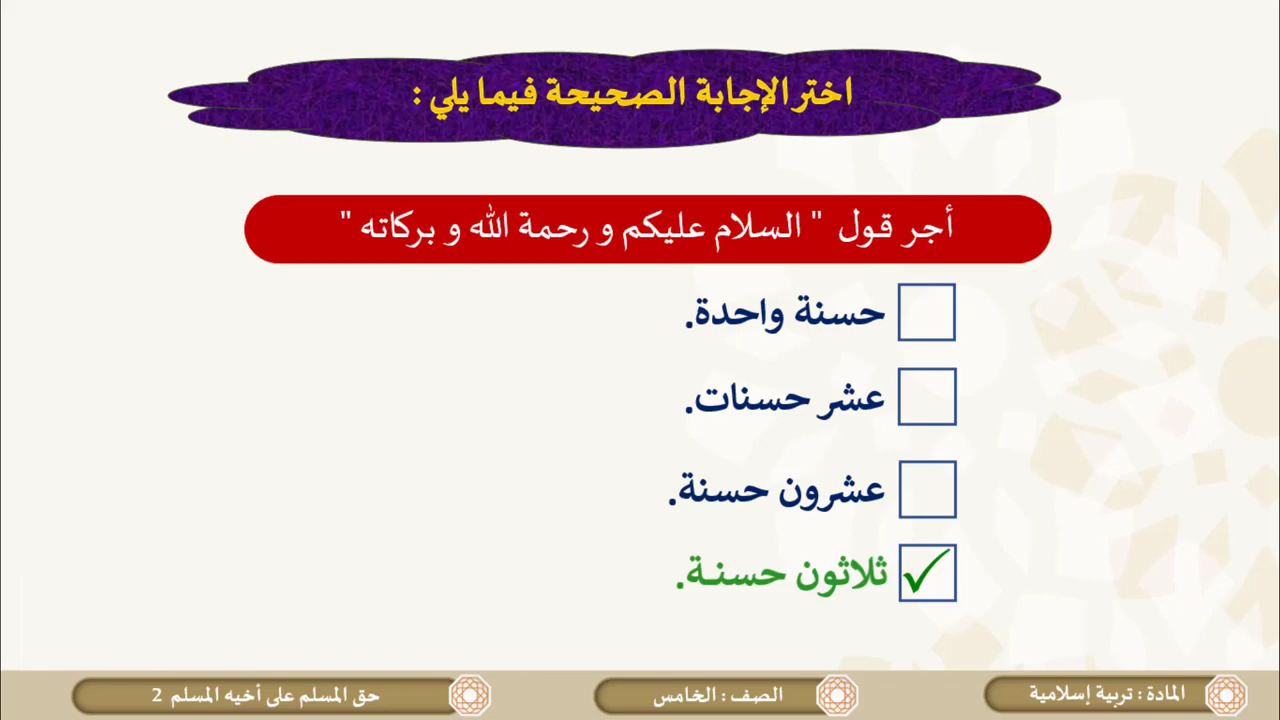 اختر الإجابة الصحيحة فيما يلي :
أجر قول " السلام عليكم و رحمة الله و بركاته "
حسنة واحدة.
عشر حسنات.
عشرون حسنة.
ثلاثون حسنة.
المادة : تربية إسلامية
الصف : الخامس
حق المسلم على أخيه المسلم 2